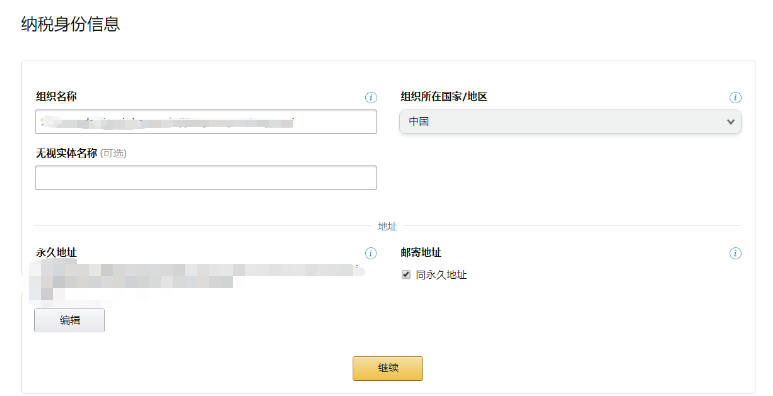 纳税身份信息
组织名称
组织所在国家/地区
中国
无视实体名称 (可选)
地址
永久地址
邮寄地址
同永久地址
编辑
继续